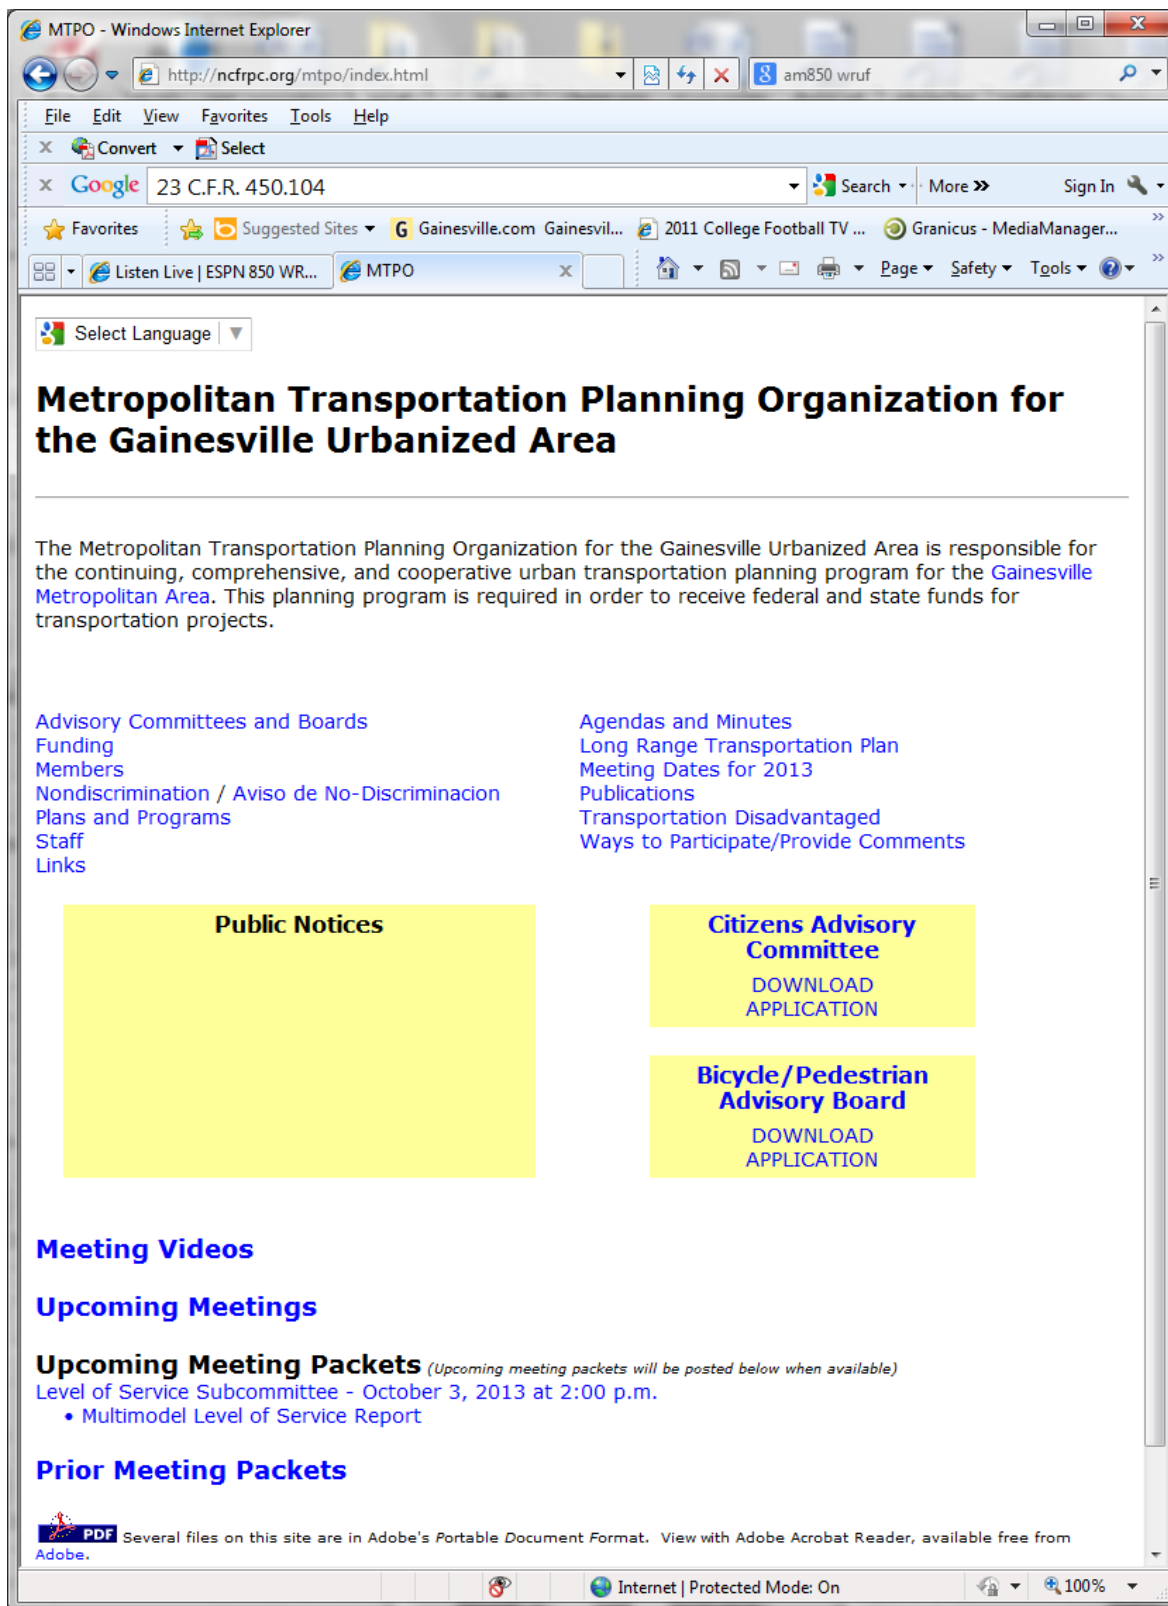 MTPO - Windows Internet Explorer
http://ncfrpc.org/mtpo/index.html
am850 wruf
File Edit View Favorites Tools Help
x Convert Select
x Google 23 C.F.R. 450.104 Search More >> Sign In
Favorites Suggested Sites G Gainesville.com Gainesvil... 2011 College Football TV ... Granicus - MediaManager... >>
Listen Live | ESPN 850 WR... MTPO x Page Safety Tools >>
Select Language
Metropolitan Transportation Planning Organization for
the Gainesville Urbanized Area
The Metropolitan Transportation Planning Organization for the Gainesville Urbanized Area is responsible for
the continuing, comprehensive, and cooperative urban transportation planning program for the Gainesville
Metropolitan Area. This planning program is required in order to receive federal and state funds for
transportation projects.
Advisory Committees and Boards
Funding
Members
Nondiscrimination / Aviso de No-Discriminacion
Plans and Programs
Staff
Links
Agendas and Minutes
Long Range Transportation Plan
Meeting Dates for 2013
Publications
Transportation Disadvantaged
Ways to Participate/Provide Comments
Public Notices
Citizens Advisory
Committee
DOWNLOAD
APPLICATION
Bicycle/Pedestrian
Advisory Board
DOWNLOAD
APPLICATION
Meeting Videos
Upcoming Meetings
Upcoming Meeting Packets (Upcoming meeting packets will be posted below when available)
Level of Service Subcommittee - October 3, 2013 at 2:00 p.m.
• Multimodel Level of Service Report
Prior Meeting Packets
PDF Several files on this site are in Adobe's Portable Document Format. View with Adobe Acrobat Reader, available free from
Adobe.
Internet | Protected Mode: On 100%